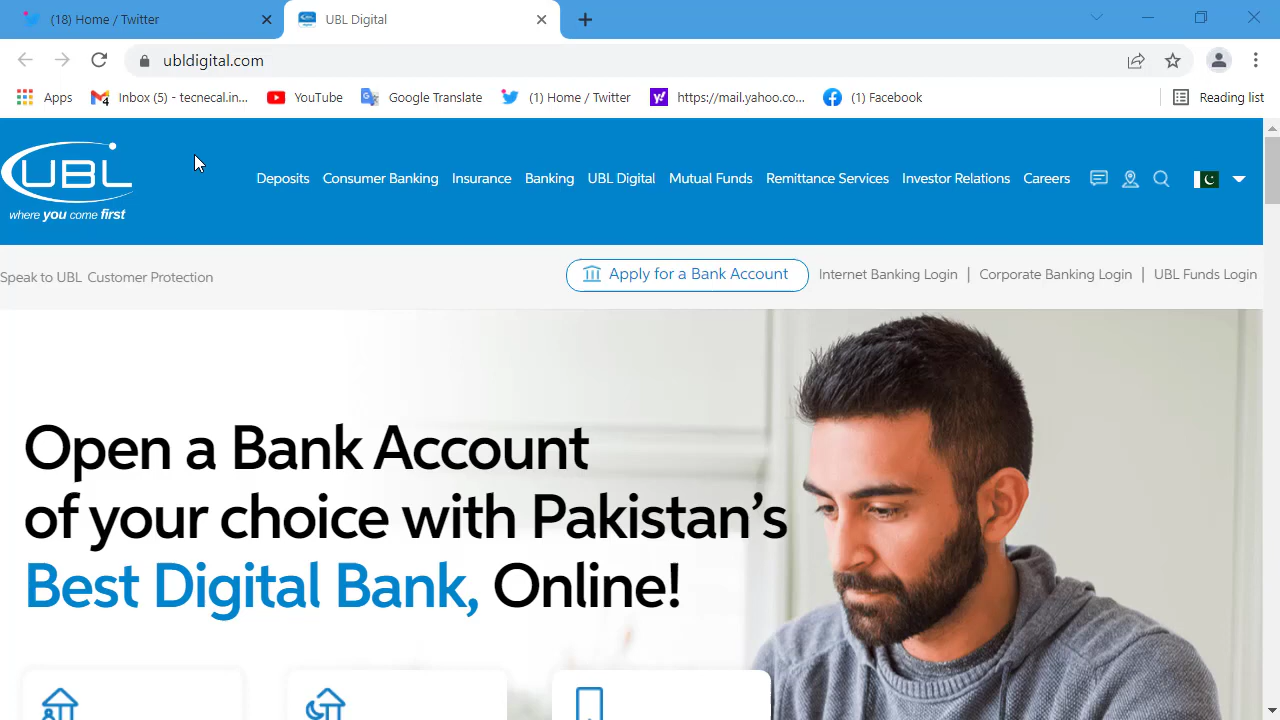 (18) Home / Twitter
UBL Digital
ubldigital.com
Apps
4
Inbox (5) - tecnecal.in...
YouTube
Google Translate
(1) Home / Twitter
y!
https://mail.yahoo.co...
(1) Facebook
Reading list
UBL
where you come first
Deposits
Consumer Banking
Insurance
Banking
UBL Digital
Mutual Funds
Remittance Services
Investor Relations
Careers
Speak to UBL Customer Protection
Apply for a Bank Account
Internet Banking Login | Corporate Banking Login | UBL Funds Login
Open a Bank Account
of your choice with Pakistan’s
Best Digital Bank, Online!